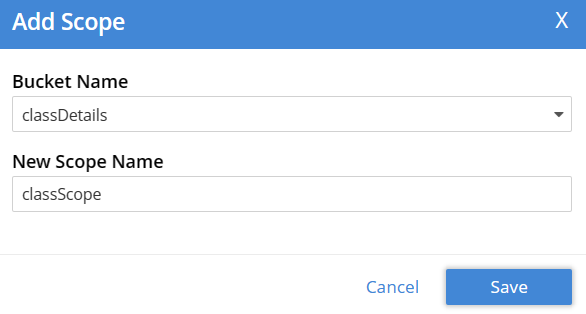 Add Scope X
Bucket Name
classDetails
New Scope Name
classScope
Cancel Save